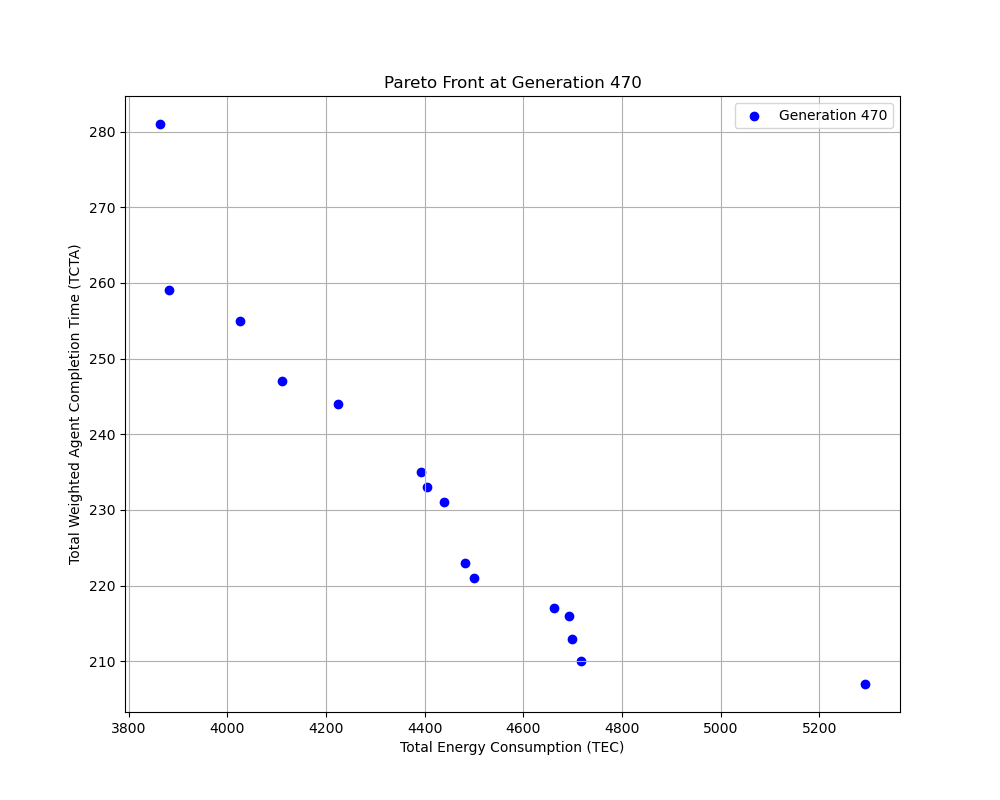 Pareto Front at Generation 470
Generation 470
280
270
260
250
240
230
220
210
Total Weighted Agent Completion Time (TCTA)
3800 4000 4200 4400 4600 4800 5000 5200
Total Energy Consumption (TEC)